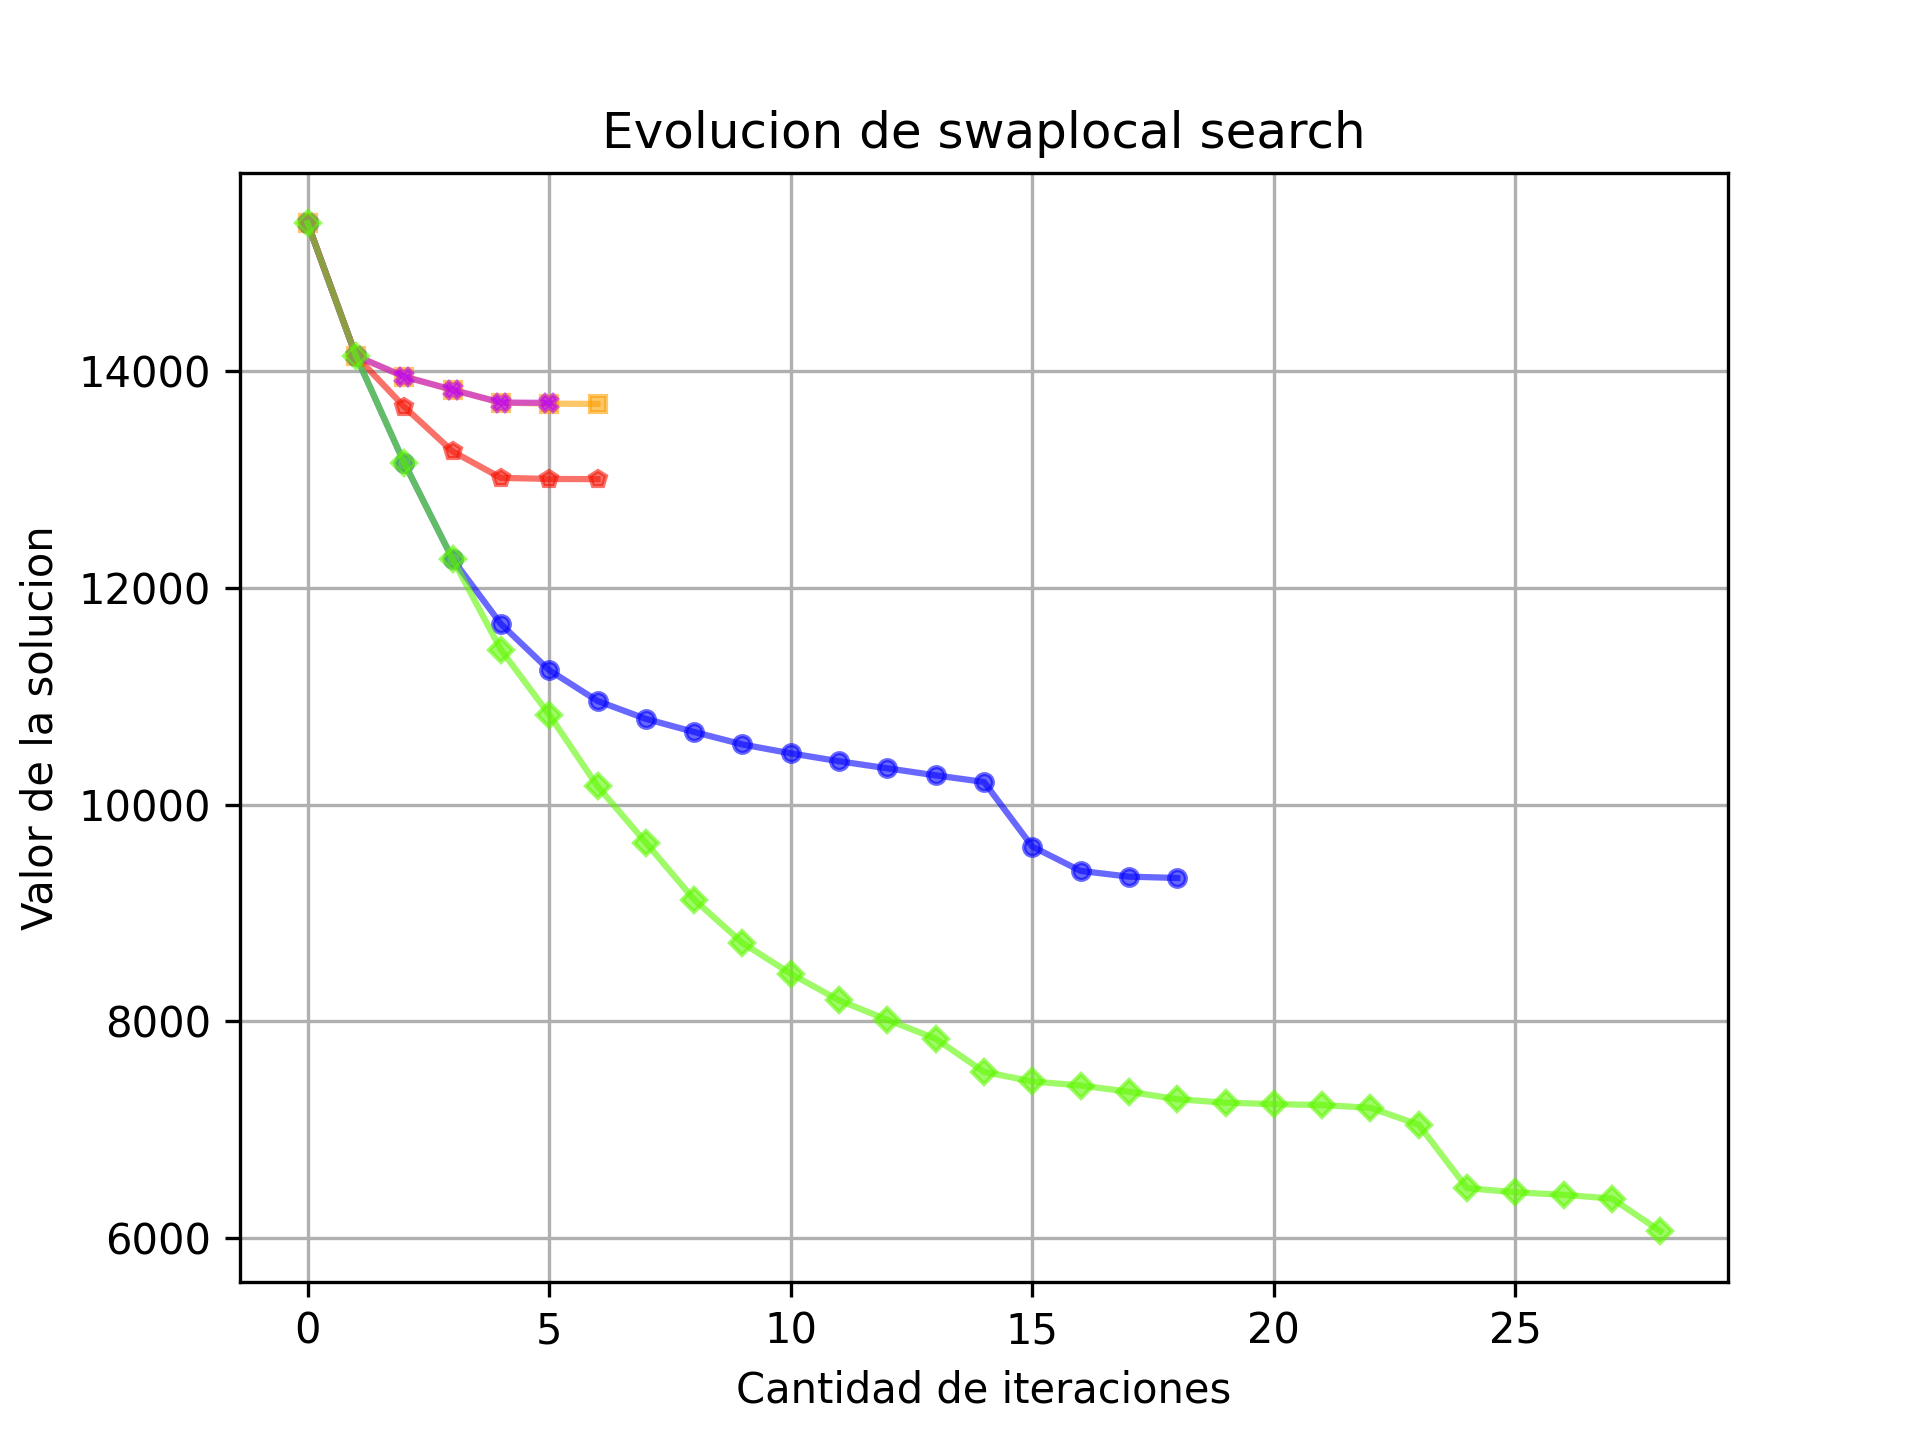 Evolucion de swaplocal search
Valor de la solucion
14000
12000
10000
8000
6000
0 5 10 15 20 25
Cantidad de iteraciones